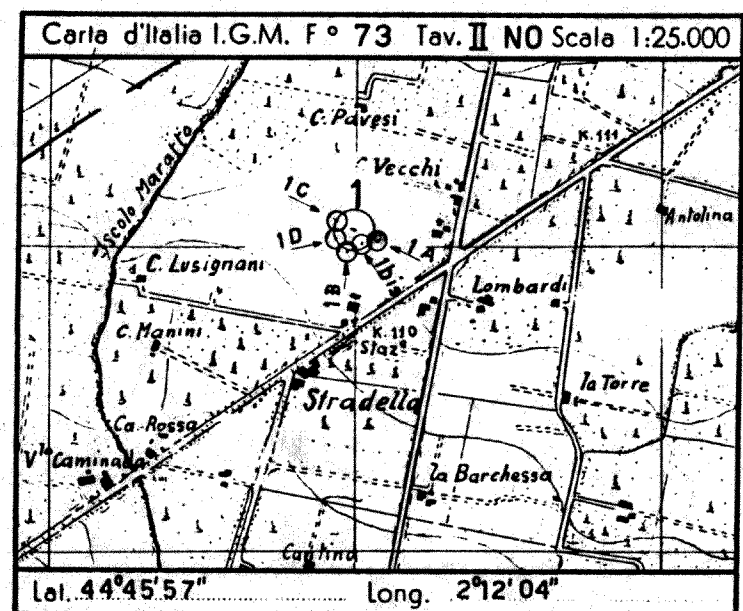 Carta d'Italia I.G.M. F° 73 Tav. II NO Scala 1:25.000
C. Pavesi
K. 111
Scolo Maratto
Vecchi
1C
1
Antolina
1D
1A
C. Lusignani
1bis
1B
Lombardi
C. Manini
K. 110
Staz.ª
la Torre
Stradella
Ca Rossa
V.la Caminada
la Barchessa
Cantina
Lat. 44°45'57" Long. 2°12'04"